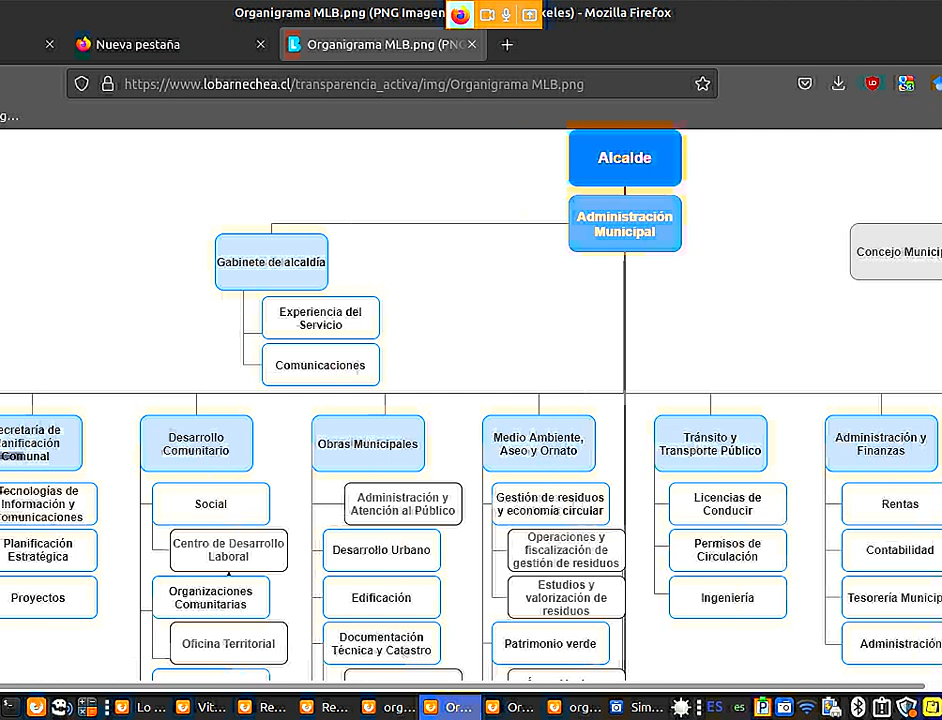 Organigrama MLB.png (PNG Imagen
keles) - Mozilla Firefox
Nueva pestaña
Organigrama MLB.png (PNG
https://www.lobarnechea.cl/transparencia_activa/img/Organigrama MLB.png
g...
Alcalde
Administración
Municipal
Gabinete de alcaldía
Concejo Municip
Experiencia del
Servicio
Comunicaciones
ecretaría de
lanificación
Comunal
Desarrollo
Comunitario
Obras Municipales
Medio Ambiente,
Aseo y Ornato
Tránsito y
Transporte Público
Administración y
Finanzas
Tecnologías de
Información y
Comunicaciones
Planificación
Estratégica
Proyectos
Social
Centro de Desarrollo
Laboral
Organizaciones
Comunitarias
Oficina Territorial
Administración y
Atención al Público
Desarrollo Urbano
Edificación
Documentación
Técnica y Catastro
Gestión de residuos
y economía circular
Operaciones y
fiscalización de
gestión de residuos
Estudios y
valorización de
residuos
Patrimonio verde
Licencias de
Conducir
Permisos de
Circulación
Ingeniería
Rentas
Contabilidad
Tesorería Municip
Administración
Lo ...
Vit...
Re...
Re...
org...
Or...
Or...
org...
Sim...
ES
es